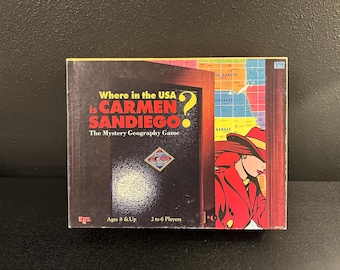 Where in the USA
is CARMEN
SANDIEGO?
The Mystery Geography Game
Ages 8 & Up 2 to 6 Players